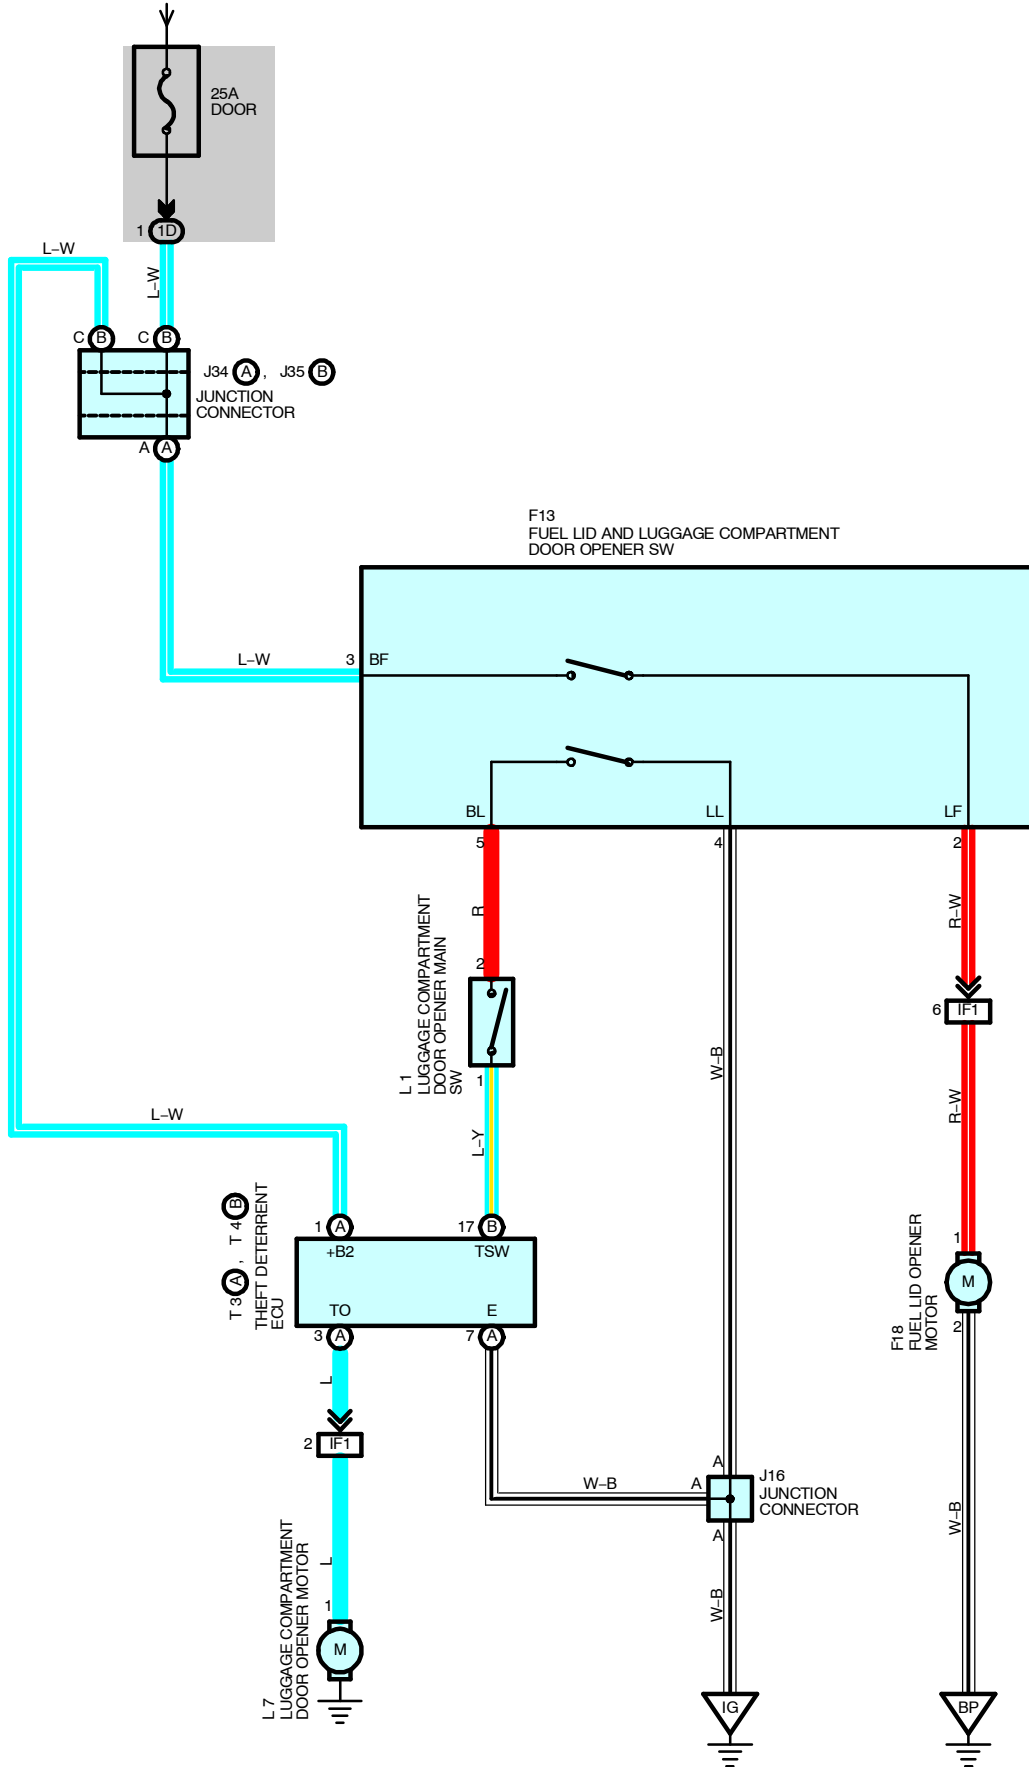 25A
DOOR
1 1D
L-W
L-W
C B C B
J34 A , J35 B
JUNCTION
CONNECTOR
A A
F13
FUEL LID AND LUGGAGE COMPARTMENT
DOOR OPENER SW
L-W
3 BF
BL LL LF
5 4 2
R
R-W
L 1
LUGGAGE COMPARTMENT
DOOR OPENER MAIN
SW
2
6 IF1
W-B
1
L-W
L-Y
R-W
T 3 A , T 4 B
THEFT DETERRENT
ECU
1 A 17 B
+B2 TSW
TO E
3 A 7 A
F18
FUEL LID OPENER
MOTOR
1
M
2
L
2 IF1
W-B
A
A
A
J16
JUNCTION
CONNECTOR
L
W-B
W-B
L 7
LUGGAGE COMPARTMENT
DOOR OPENER MOTOR
1
M
IG BP